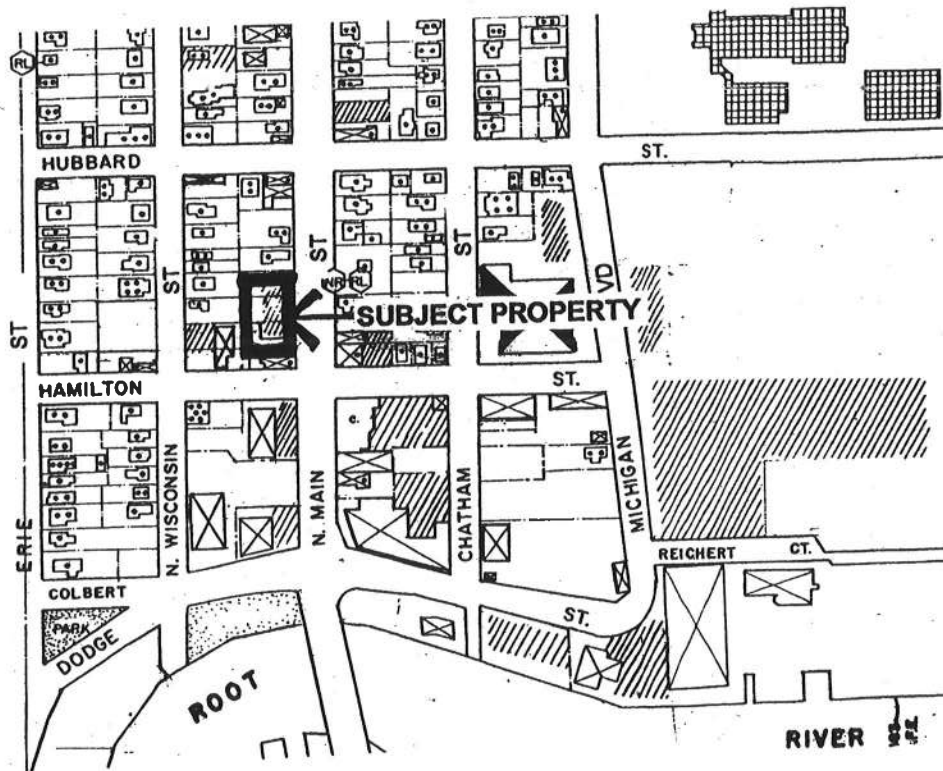 RL
HUBBARD
ST.
ST
ST
ST
ST
INR
RL
VD
SUBJECT PROPERTY
HAMILTON
ST.
c.
ERIE
N. WISCONSIN
N. MAIN
CHATHAM
MICHIGAN
REICHERT
CT.
COLBERT
ST.
PARK
DODGE
ROOT
RIVER